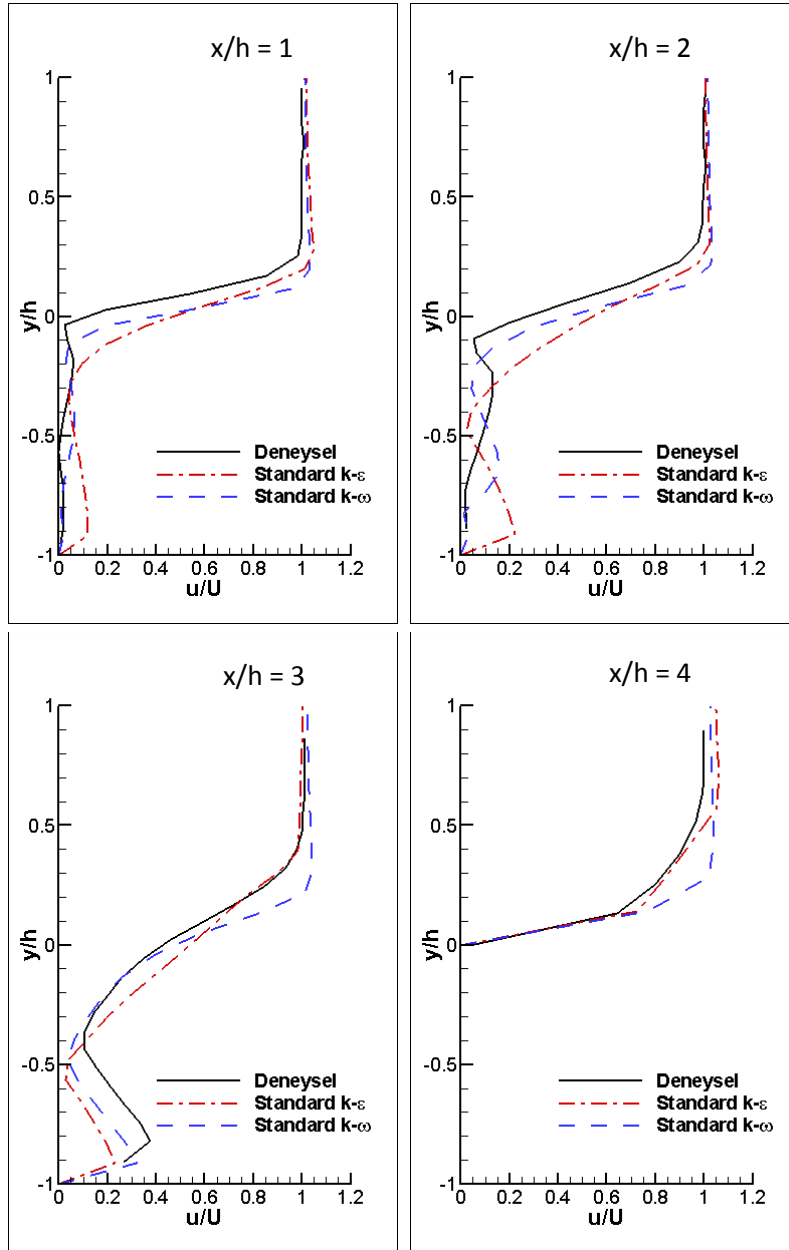 x/h = 1
1
0.5
0
-0.5
-1
y/h
Deneysel
Standard k-ε
Standard k-ω
0 0.2 0.4 0.6 0.8 1 1.2
u/U
x/h = 2
1
0.5
0
-0.5
-1
y/h
Deneysel
Standard k-ε
Standard k-ω
0 0.2 0.4 0.6 0.8 1 1.2
u/U
x/h = 3
1
0.5
0
-0.5
-1
y/h
Deneysel
Standard k-ε
Standard k-ω
0 0.2 0.4 0.6 0.8 1 1.2
u/U
x/h = 4
1
0.5
0
-0.5
-1
y/h
Deneysel
Standard k-ε
Standard k-ω
0 0.2 0.4 0.6 0.8 1 1.2
u/U